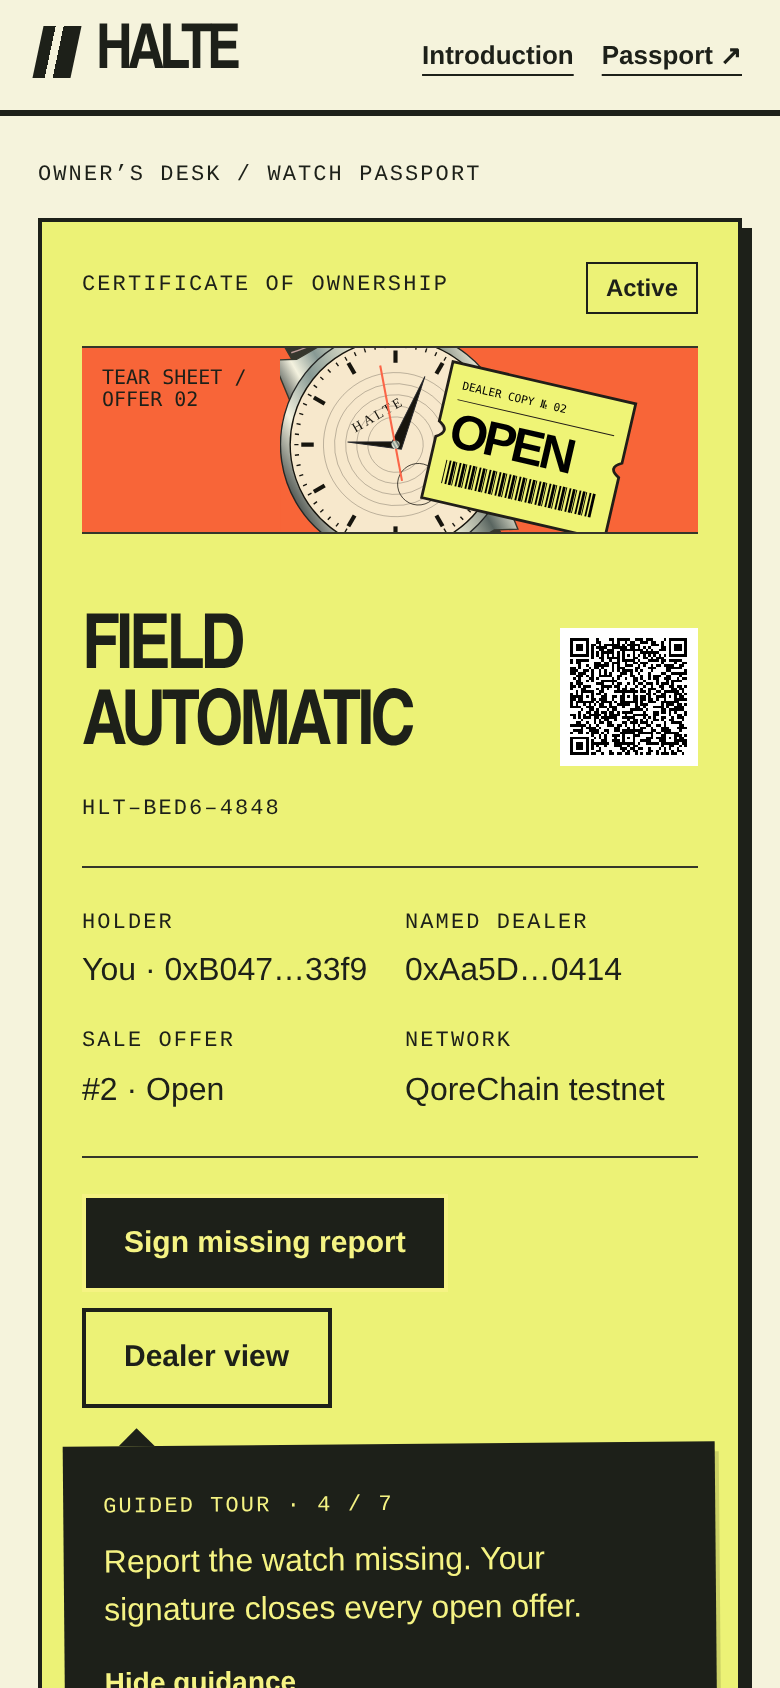 HALTE
Introduction
Passport ↗
OWNER’S DESK / WATCH PASSPORT
CERTIFICATE OF OWNERSHIP
Active
TEAR SHEET /
OFFER 02
HALTE
DEALER COPY № 02
OPEN
FIELD
AUTOMATIC
HLT–BED6–4848
HOLDER
You · 0xB047…33f9
NAMED DEALER
0xAa5D…0414
SALE OFFER
#2 · Open
NETWORK
QoreChain testnet
Sign missing report
Dealer view
GUIDED TOUR · 4 / 7
Report the watch missing. Your
signature closes every open offer.
Hide guidance